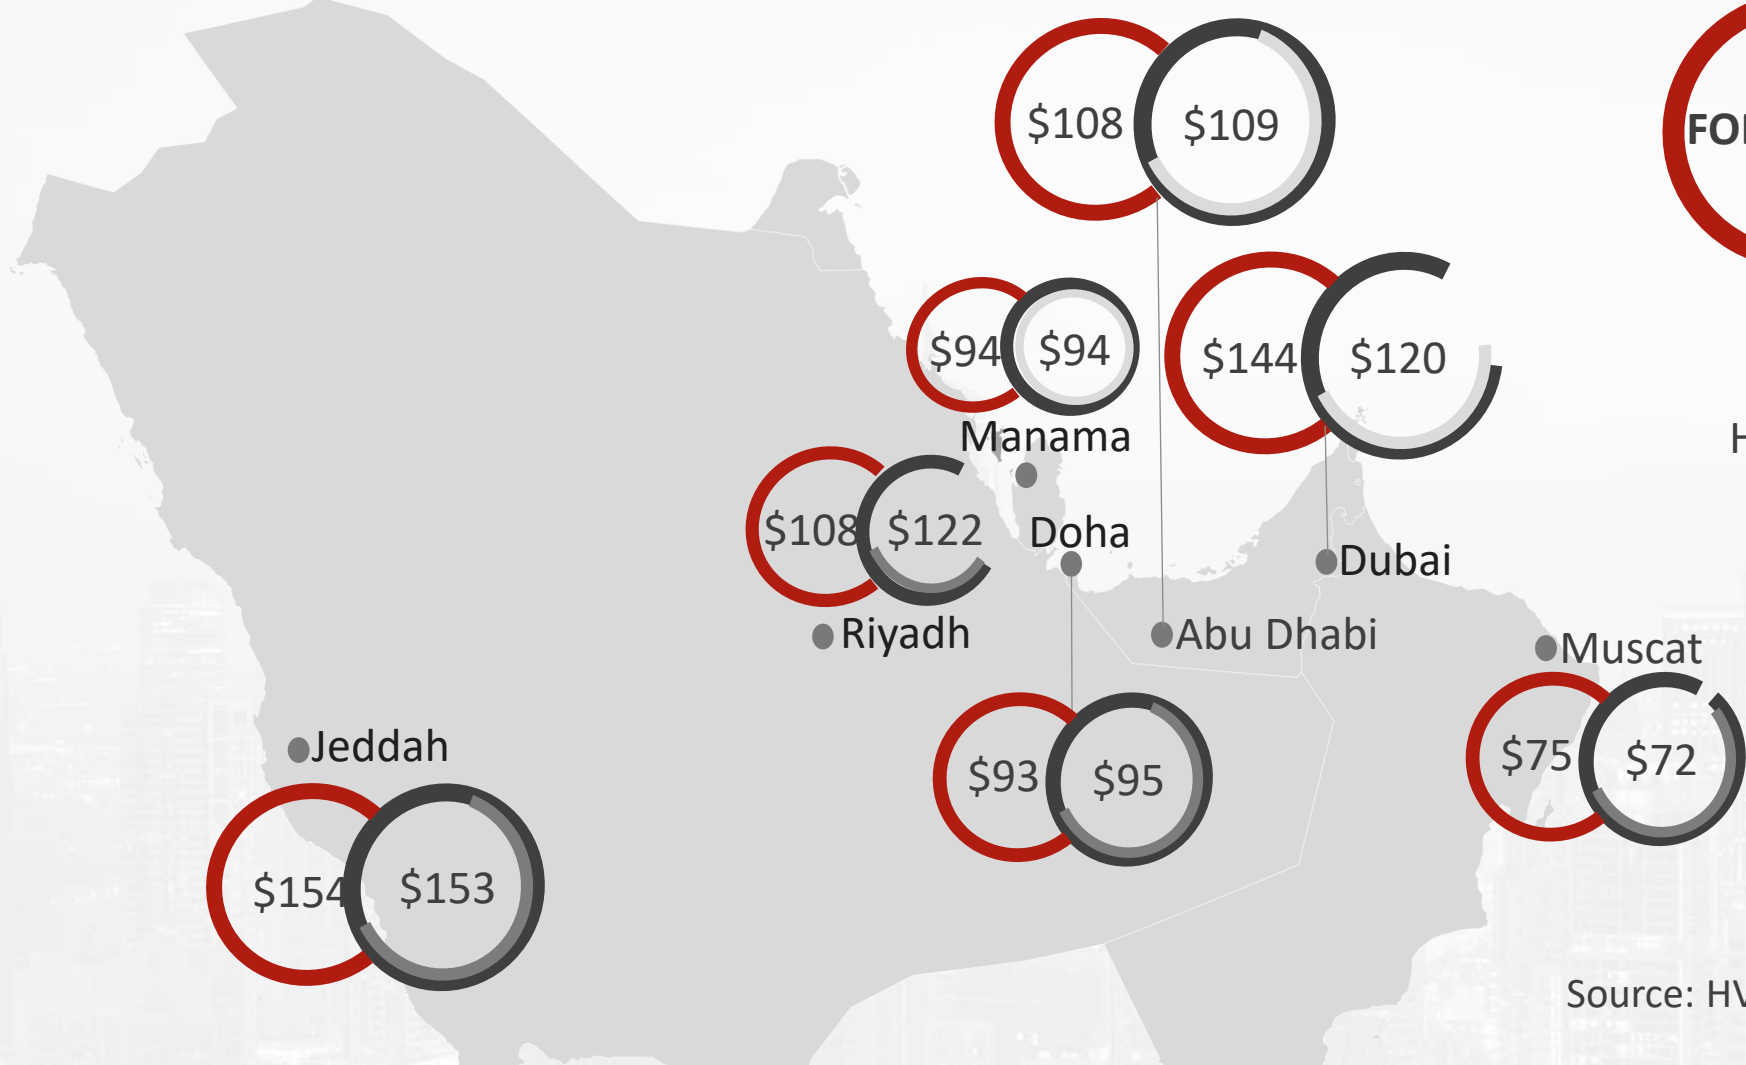 $108 $109
$94 $94
$144 $120
Manama
$108 $122
Doha
Dubai
Riyadh
Abu Dhabi
Muscat
Jeddah
$93 $95
$75 $72
$154 $153
Source: